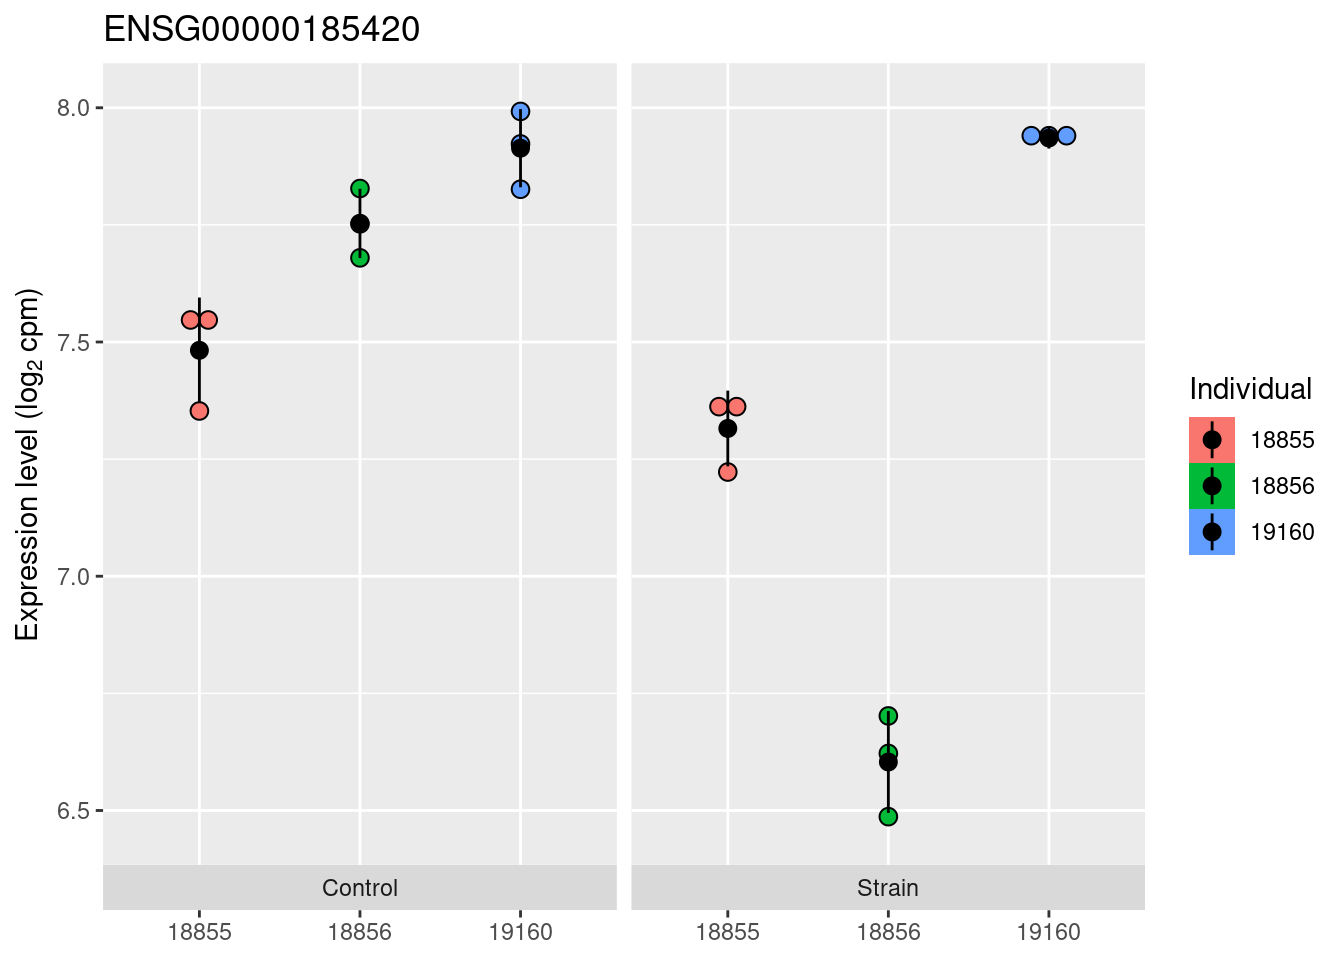 ENSG00000185420
Expression level (log₂ cpm)
8.0
7.5
7.0
6.5
Control
Strain
18855
18856
19160
18855
18856
19160
Individual
18855
18856
19160